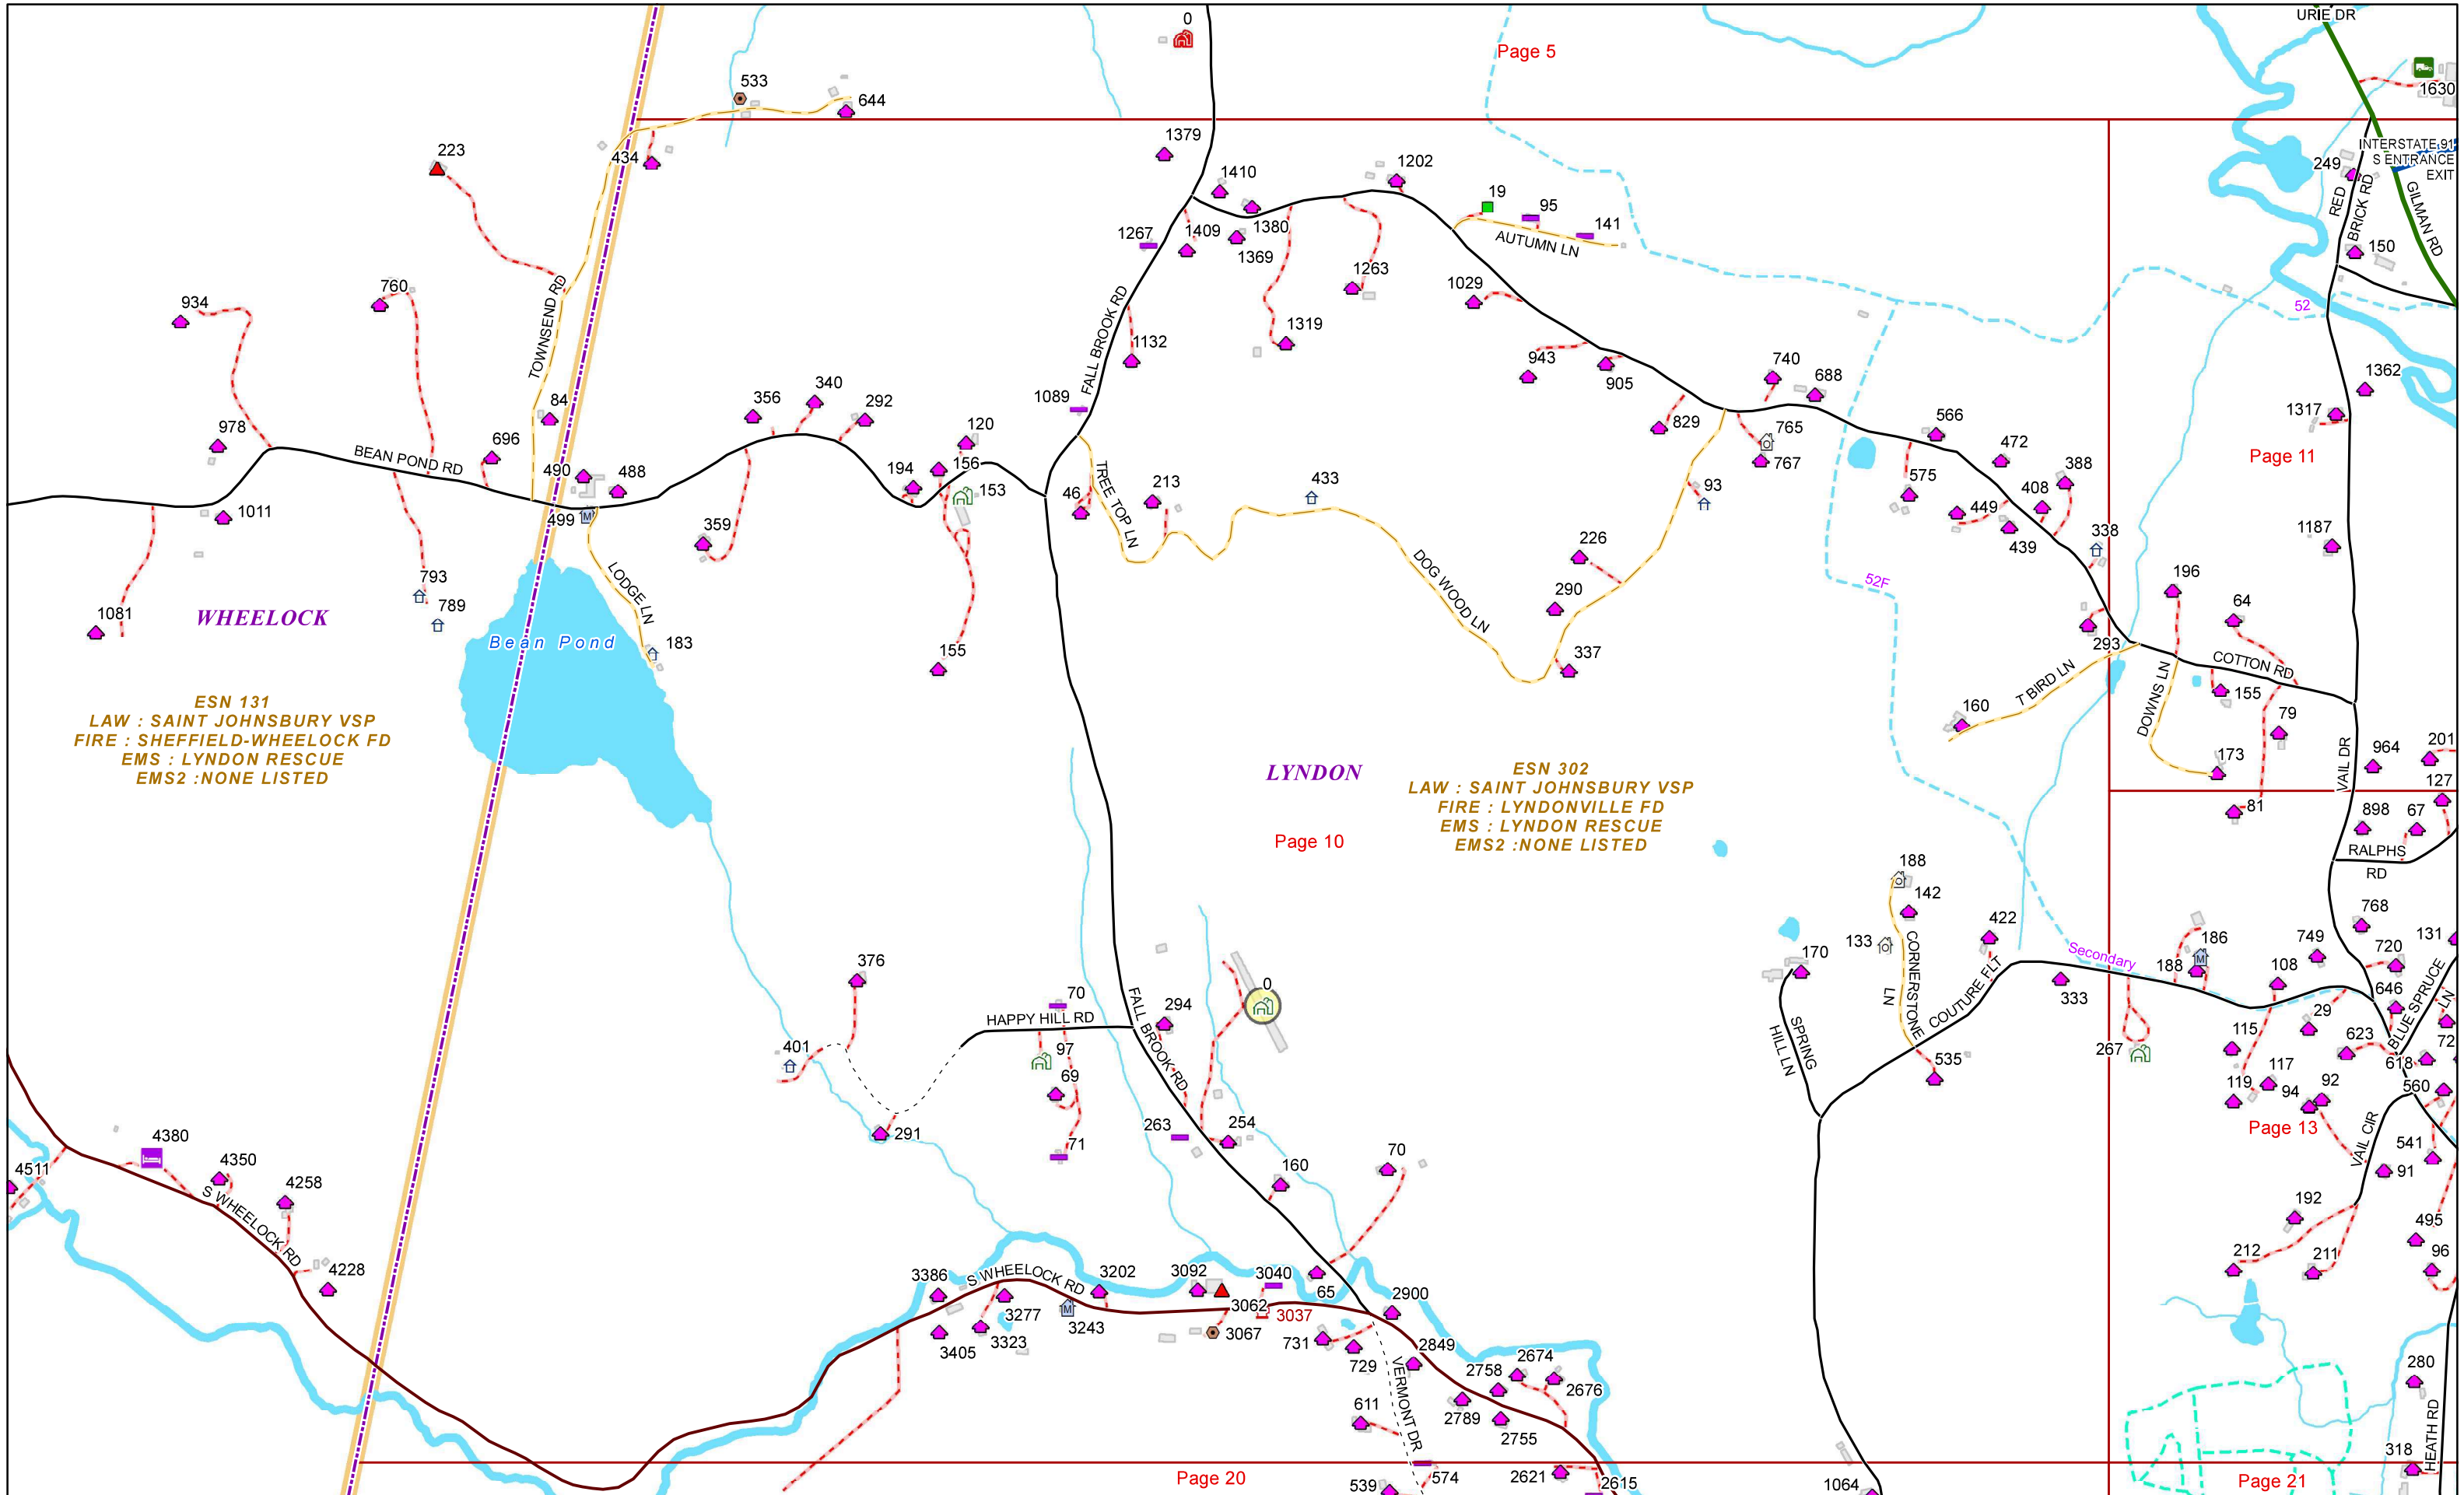 0
URIE DR
Page 5
533
644
1630
INTERSTATE 91
S ENTRANCE
EXIT
249
RED
BRICK RD
GILMAN RD
150
223
434
1379
1410
1202
19
95
141
AUTUMN LN
1380
1409
1369
1267
1263
1029
52
934
760
TOWNSEND RD
FALL BROOK RD
1132
1319
943
905
740
688
1362
1317
84
356
340
292
1089
829
765
767
566
472
388
Page 11
978
BEAN POND RD
696
490
488
120
156
194
153
TREE TOP LN
46
213
433
93
575
449
408
439
338
1187
1011
499
M
359
226
DOG WOOD LN
290
52F
196
64
793
789
LODGE LN
1081
WHEELOCK
Bean Pond
183
155
337
293
COTTON RD
T BIRD LN
DOWNS LN
155
160
79
173
VAIL DR
964
201
127
81
898
67
RALPHS
RD
ESN 131
LAW : SAINT JOHNSBURY VSP
FIRE : SHEFFIELD-WHEELOCK FD
EMS : LYNDON RESCUE
EMS2 :NONE LISTED
LYNDON
Page 10
ESN 302
LAW : SAINT JOHNSBURY VSP
FIRE : LYNDONVILLE FD
EMS : LYNDON RESCUE
EMS2 :NONE LISTED
188
142
133
CORNERSTONE
LN
422
COUTURE FLT
170
SPRING
HILL LN
535
333
Secondary
186
M
188
108
749
768
720
131
646
BLUE SPRUCE
LN
29
115
623
72
618
267
119
117
94
92
560
Page 13
VAIL CIR
541
91
192
495
212
211
96
376
70
HAPPY HILL RD
FALL BROOK RD
294
0
401
97
69
291
71
263
254
160
70
4511
4380
4350
4258
S WHEELOCK RD
4228
3386
S WHEELOCK RD
3202
3092
3040
65
2900
3277
M
3243
3062
3037
3067
3405
3323
731
729
2849
VERMONT DR
2758
2674
2676
2789
2755
611
574
539
2621
2615
1064
280
318
HEATH RD
Page 20
Page 21